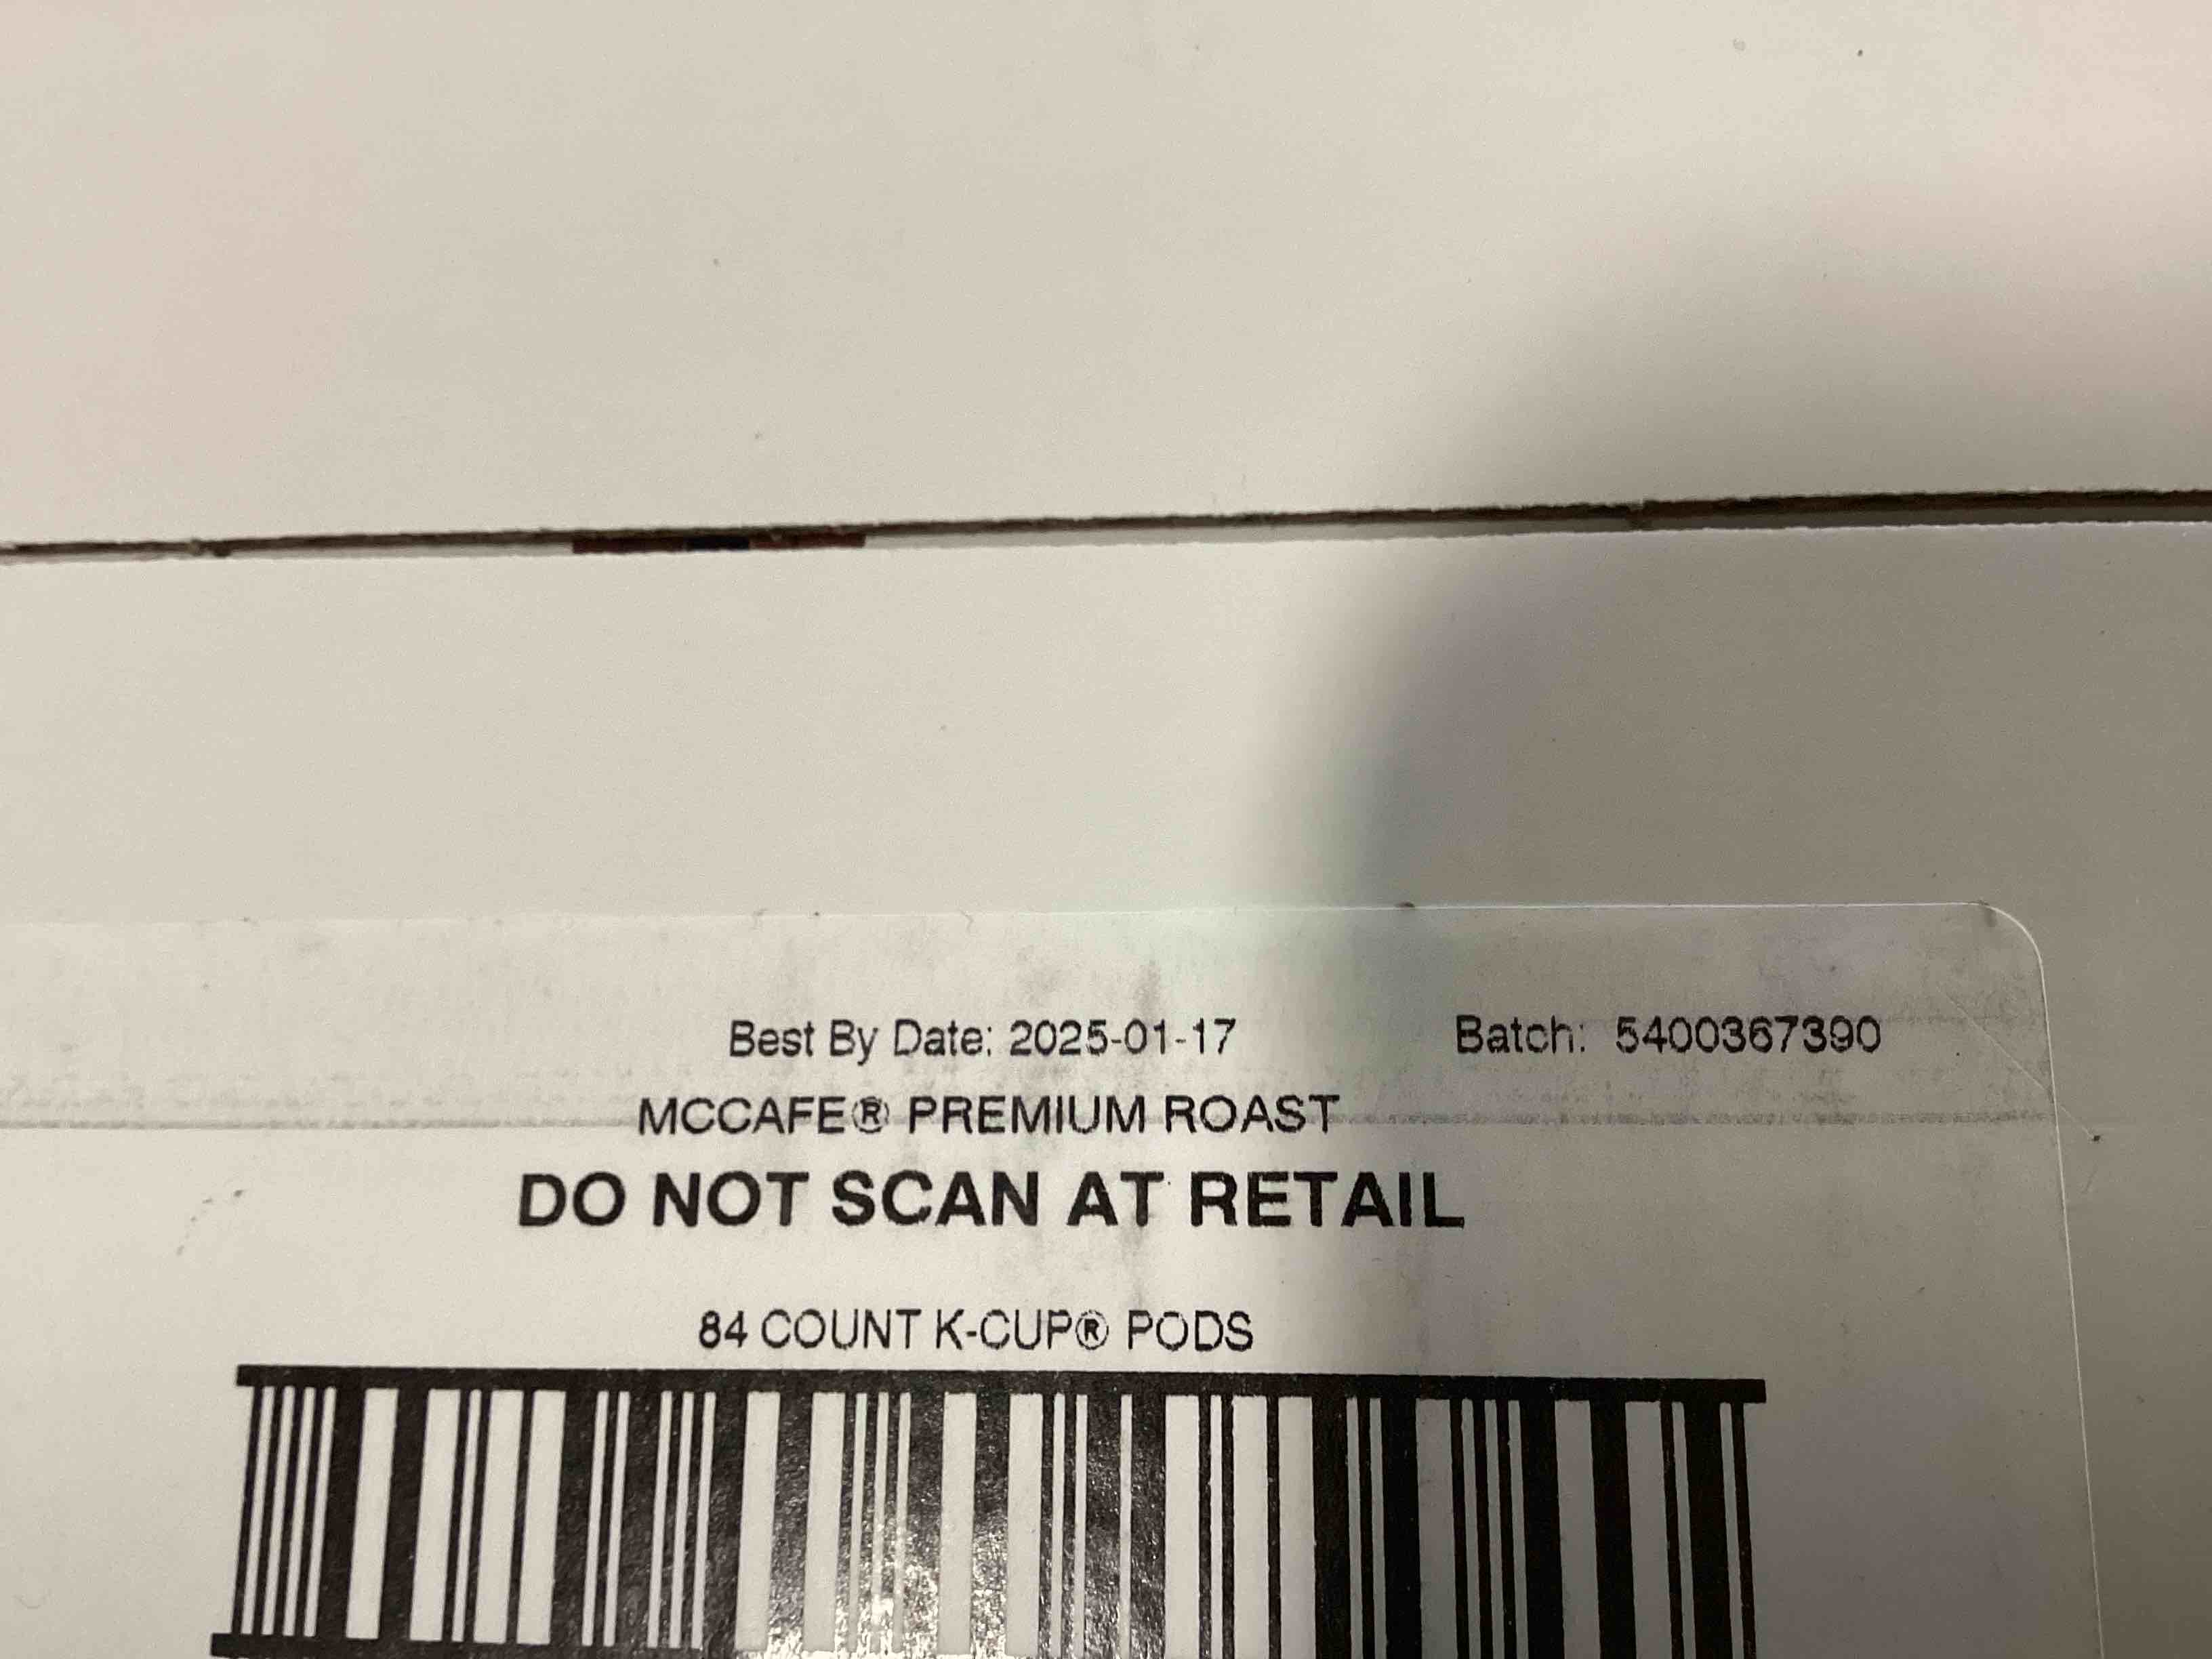 Best By Date: 2025-01-17 Batch: 5400367390
MCCAFE® PREMIUM ROAST
DO NOT SCAN AT RETAIL
84 COUNT K-CUP® PODS